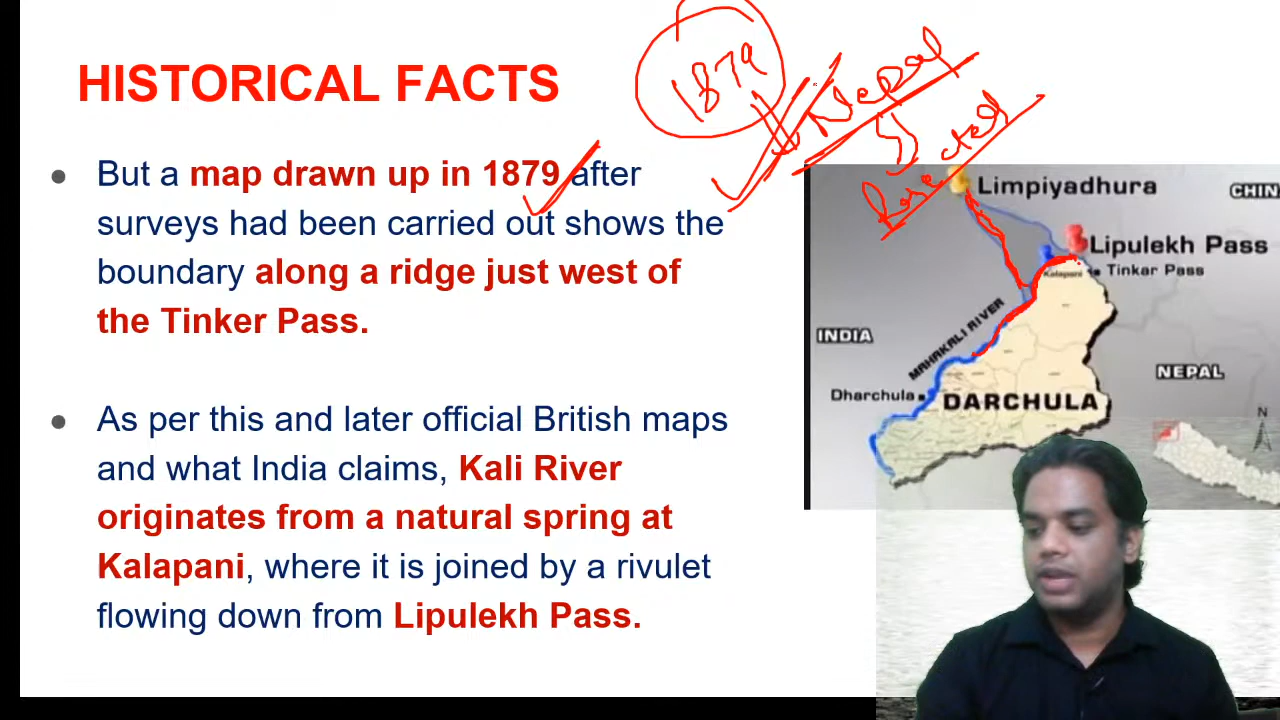 HISTORICAL FACTS
● But a map drawn up in 1879 after
surveys had been carried out shows the
boundary along a ridge just west of
the Tinker Pass.
● As per this and later official British maps
and what India claims, Kali River
originates from a natural spring at
Kalapani, where it is joined by a rivulet
flowing down from Lipulekh Pass.
1879
Nepal
Limpiyadhura
CHIN
Lipulekh Pass
Kalapani
Tinkar Pass
MAHAKALI RIVER
INDIA
NEPAL
Dharchula
DARCHULA
N